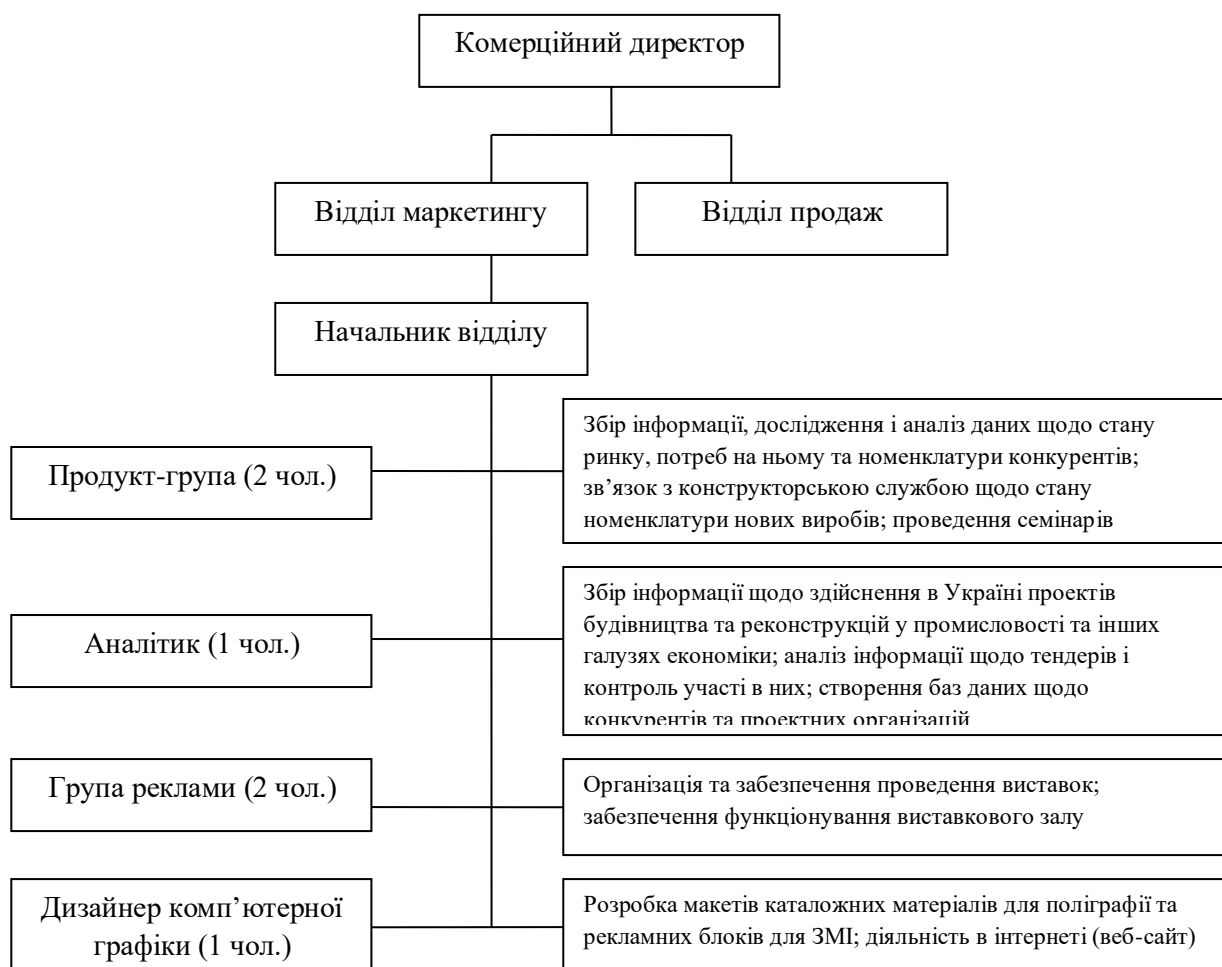 Комерційний директор
Відділ маркетингу
Відділ продаж
Начальник відділу
Продукт-група (2 чол.)
Збір інформації, дослідження і аналіз даних щодо стану
ринку, потреб на ньому та номенклатури конкурентів;
зв’язок з конструкторською службою щодо стану
номенклатури нових виробів; проведення семінарів
Аналітик (1 чол.)
Збір інформації щодо здійснення в Україні проектів
будівництва та реконструкцій у промисловості та інших
галузях економіки; аналіз інформації щодо тендерів і
контроль участі в них; створення баз даних щодо
конкурентів та проектних організацій
Група реклами (2 чол.)
Організація та забезпечення проведення виставок;
забезпечення функціонування виставкового залу
Дизайнер комп’ютерної
графіки (1 чол.)
Розробка макетів каталожних матеріалів для поліграфії та
рекламних блоків для ЗМІ; діяльність в інтернеті (веб-сайт)